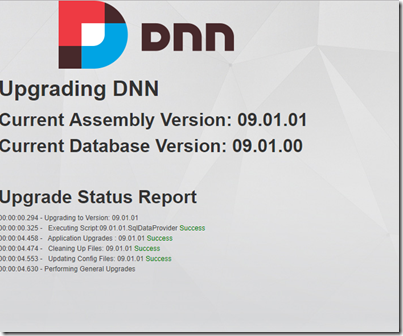 DNN
Upgrading DNN
Current Assembly Version: 09.01.01
Current Database Version: 09.01.00
Upgrade Status Report
00:00:00.294 - Upgrading to Version: 09.01.01
00:00:00.325 - Executing Script:09.01.01.SqlDataProvider Success
00:00:04.458 - Application Upgrades : 09.01.01 Success
00:00:04.474 - Cleaning Up Files: 09.01.01 Success
00:00:04.553 - Updating Config Files: 09.01.01 Success
00:00:04.630 - Performing General Upgrades